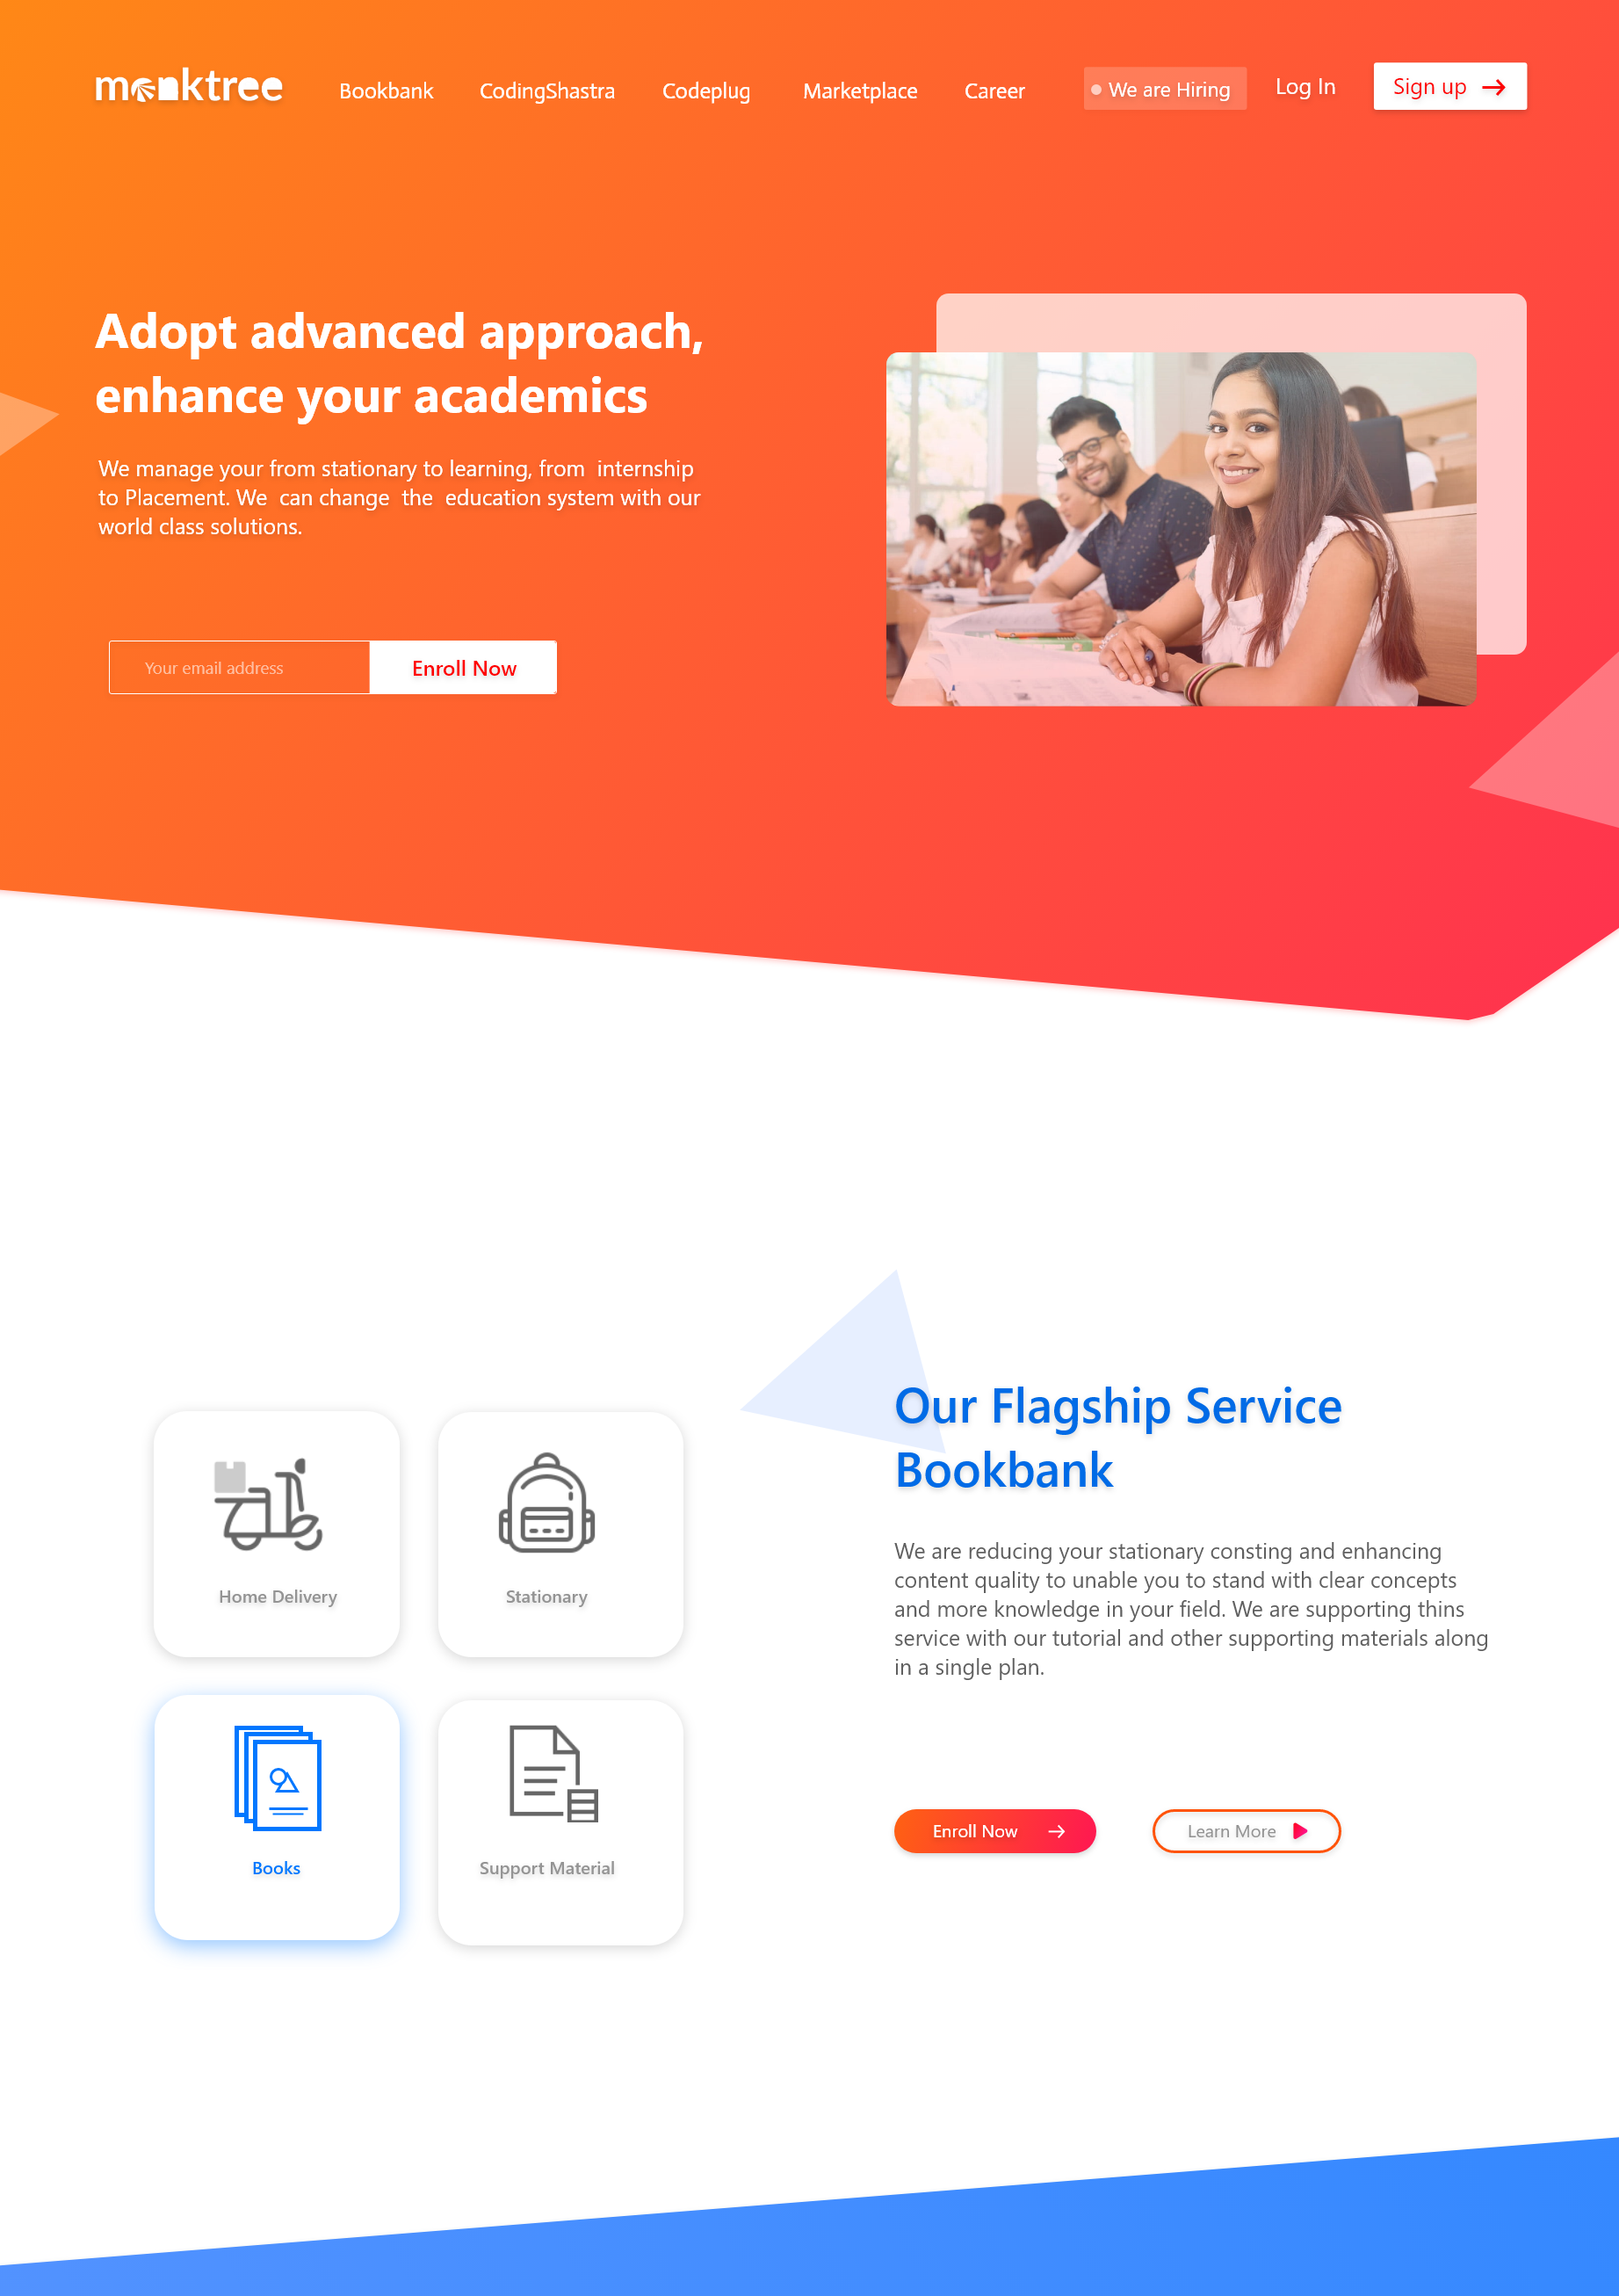 monktree
Bookbank
CodingShastra
Codeplug
Marketplace
Career
We are Hiring
Log In
Sign up
Adopt advanced approach,
enhance your academics
We manage your from stationary to learning, from internship
to Placement. We can change the education system with our
world class solutions.
Your email address
Enroll Now
Our Flagship Service
Bookbank
We are reducing your stationary consting and enhancing
content quality to unable you to stand with clear concepts
and more knowledge in your field. We are supporting thins
service with our tutorial and other supporting materials along
in a single plan.
Enroll Now
Learn More
Home Delivery
Stationary
Books
Support Material